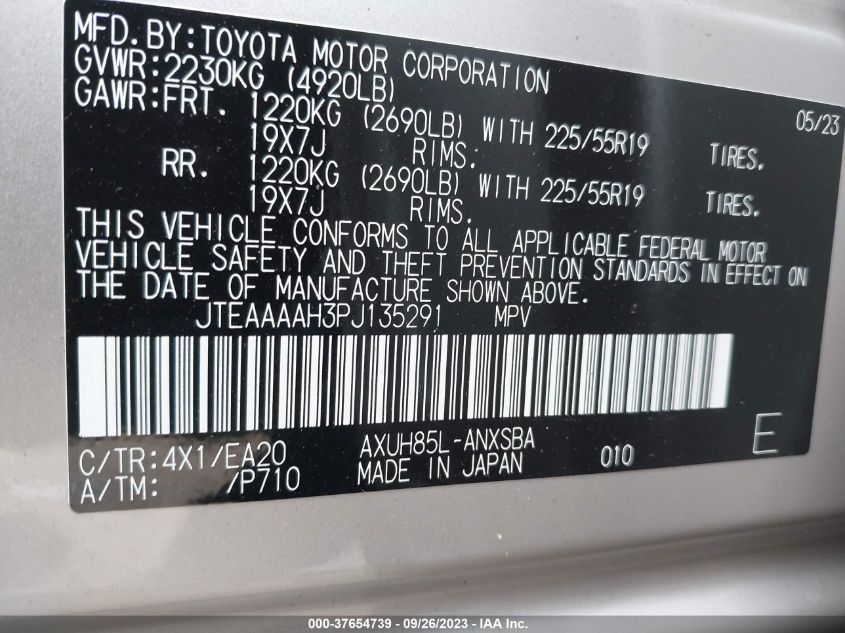 MFD. BY: TOYOTA MOTOR CORPORATION 05/23
GVWR: 2230KG (4920LB)
GAWR: FRT. 1220KG (2690LB) WITH 225/55R19 TIRES.
19X7J RIMS.
RR. 1220KG (2690LB) WITH 225/55R19 TIRES.
19X7J RIMS.
THIS VEHICLE CONFORMS TO ALL APPLICABLE FEDERAL MOTOR
VEHICLE SAFETY AND THEFT PREVENTION STANDARDS IN EFFECT ON
THE DATE OF MANUFACTURE SHOWN ABOVE.
JTEAAAAH3PJ135291 MPV
C/TR: 4X1/EA20 AXUH85L-ANXSBA E
A/TM: /P710 MADE IN JAPAN 010
000-37654739 - 09/26/2023 - IAA Inc.